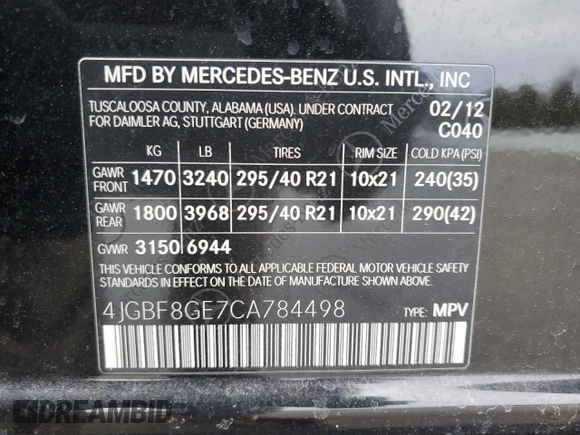 MFD BY MERCEDES-BENZ U.S. INTL., INC
TUSCALOOSA COUNTY, ALABAMA (USA). UNDER CONTRACT 02/12
FOR DAIMLER AG, STUTTGART (GERMANY) C040
KG LB TIRES RIM SIZE COLD KPA (PSI)
GAWR FRONT 1470 3240 295/40 R21 10x21 240(35)
GAWR REAR 1800 3968 295/40 R21 10x21 290(42)
GVWR 3150 6944
THIS VEHICLE CONFORMS TO ALL APPLICABLE FEDERAL MOTOR VEHICLE SAFETY
STANDARDS IN EFFECT ON THE DATE OF MANUFACTURE SHOWN ABOVE.
4JGBF8GE7CA784498 TYPE: MPV
DREAMBID